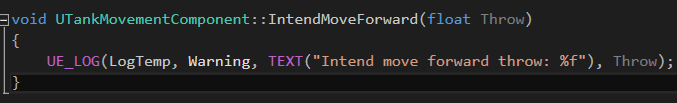 void UTankMovementComponent::IntendMoveForward(float Throw)
{
    UE_LOG(LogTemp, Warning, TEXT("Intend move forward throw: %f"), Throw);
}